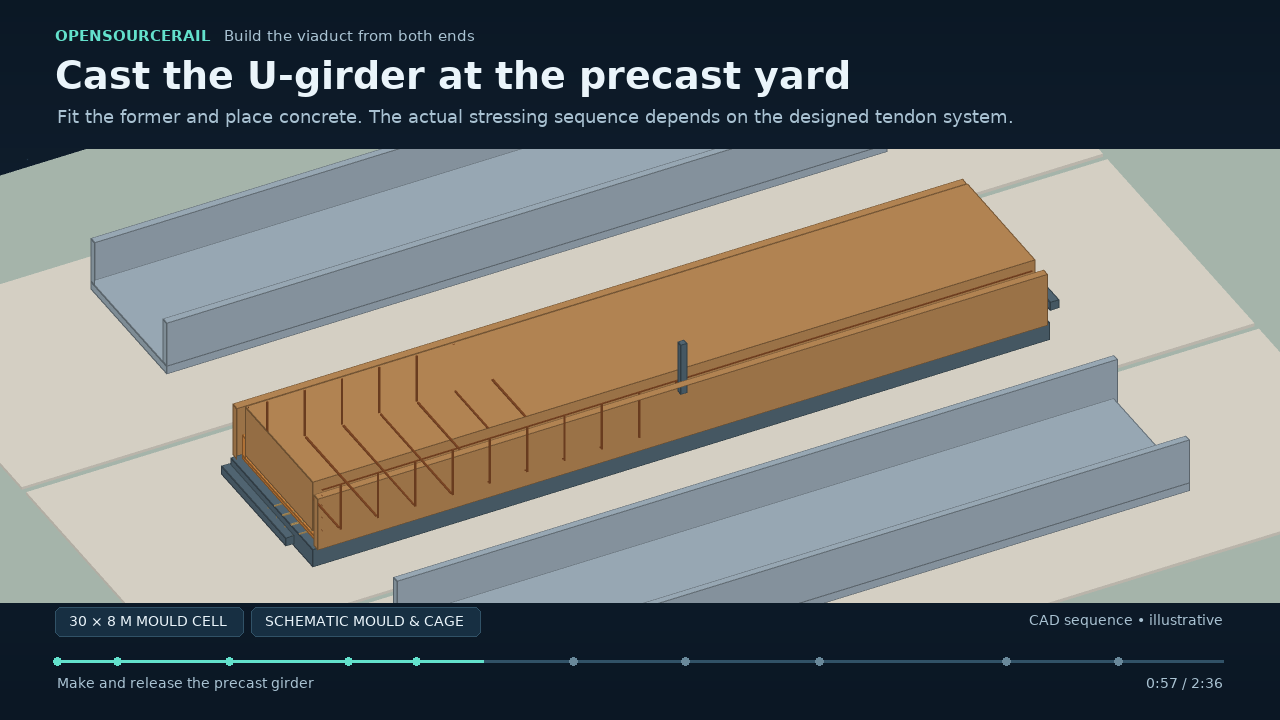 OPENSOURCERAIL Build the viaduct from both ends
Cast the U-girder at the precast yard
Fit the former and place concrete. The actual stressing sequence depends on the designed tendon system.
30 × 8 M MOULD CELL
SCHEMATIC MOULD & CAGE
CAD sequence • illustrative
Make and release the precast girder
0:57 / 2:36